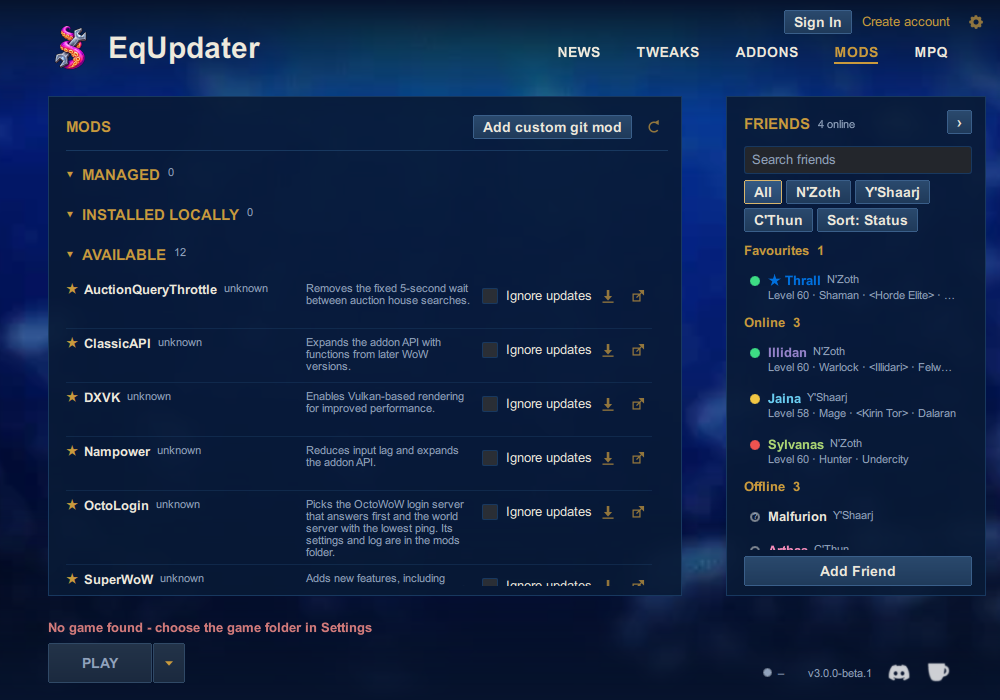 Sign In Create account
EqUpdater
NEWS TWEAKS ADDONS MODS MPQ
MODS
Add custom git mod
MANAGED 0
INSTALLED LOCALLY 0
AVAILABLE 12
AuctionQueryThrottle unknown
Removes the fixed 5-second wait
between auction house searches.
Ignore updates
ClassicAPI unknown
Expands the addon API with
functions from later WoW
versions.
Ignore updates
DXVK unknown
Enables Vulkan-based rendering
for improved performance.
Ignore updates
Nampower unknown
Reduces input lag and expands
the addon API.
Ignore updates
OctoLogin unknown
Picks the OctoWoW login server
that answers first and the world
server with the lowest ping. Its
settings and log are in the mods
folder.
Ignore updates
SuperWoW unknown
Adds new features, including
Ignore updates
FRIENDS 4 online
›
Search friends
All N'Zoth Y'Shaarj
C'Thun Sort: Status
Favourites 1
Thrall N'Zoth
Level 60 · Shaman · <Horde Elite> · ...
Online 3
Illidan N'Zoth
Level 60 · Warlock · <Illidari> · Felw...
Jaina Y'Shaarj
Level 58 · Mage · <Kirin Tor> · Dalaran
Sylvanas N'Zoth
Level 60 · Hunter · Undercity
Offline 3
Malfurion Y'Shaarj
Arthas C'Thun
Add Friend
No game found - choose the game folder in Settings
PLAY
– v3.0.0-beta.1